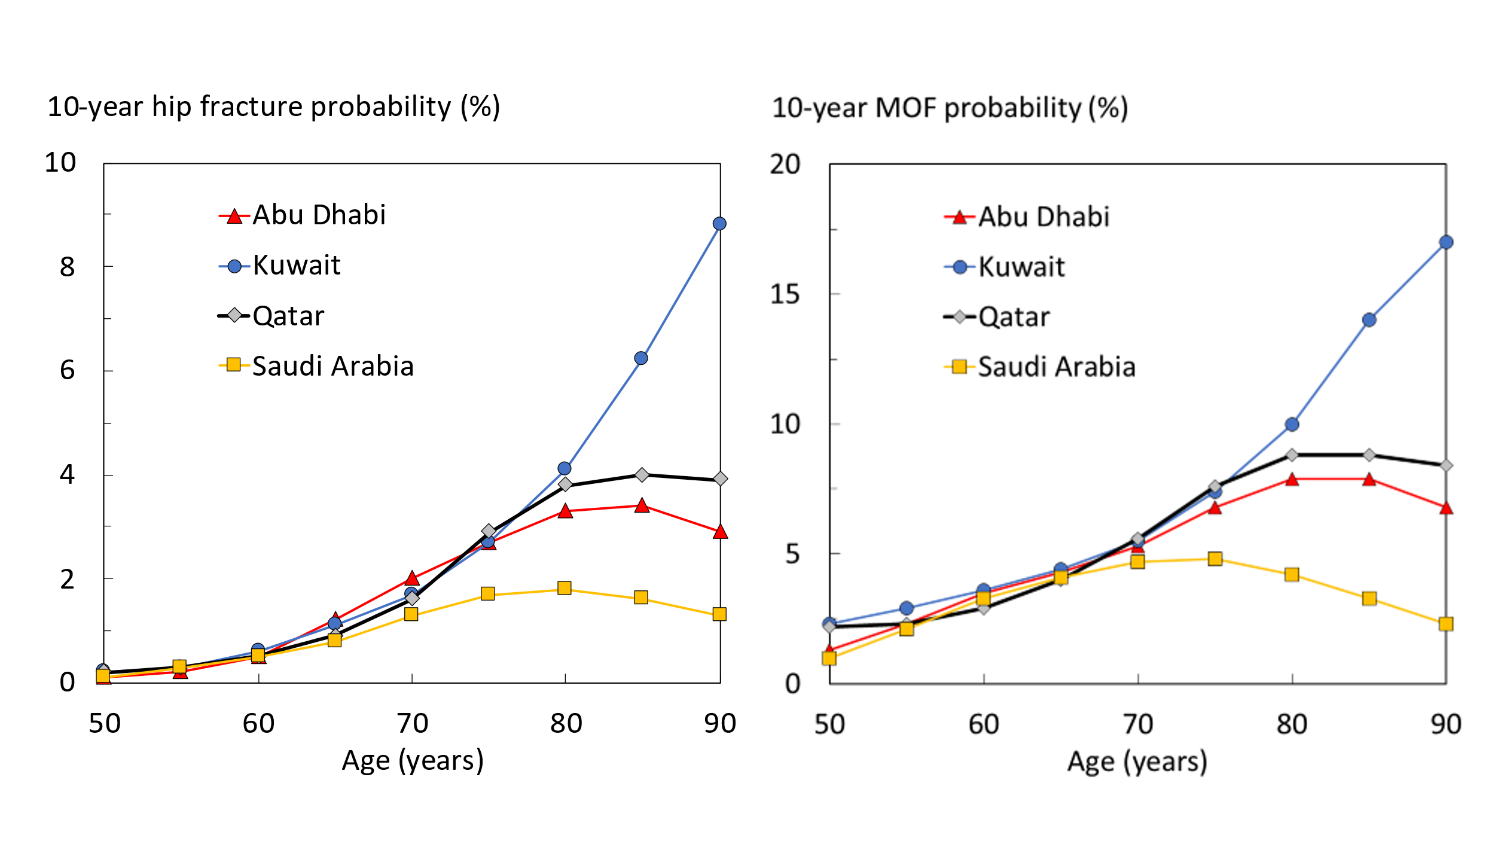 10-year hip fracture probability (%)
10
8
6
4
2
0
Abu Dhabi
Kuwait
Qatar
Saudi Arabia
50 60 70 80 90
Age (years)
10-year MOF probability (%)
20
15
10
5
0
Abu Dhabi
Kuwait
Qatar
Saudi Arabia
50 60 70 80 90
Age (years)